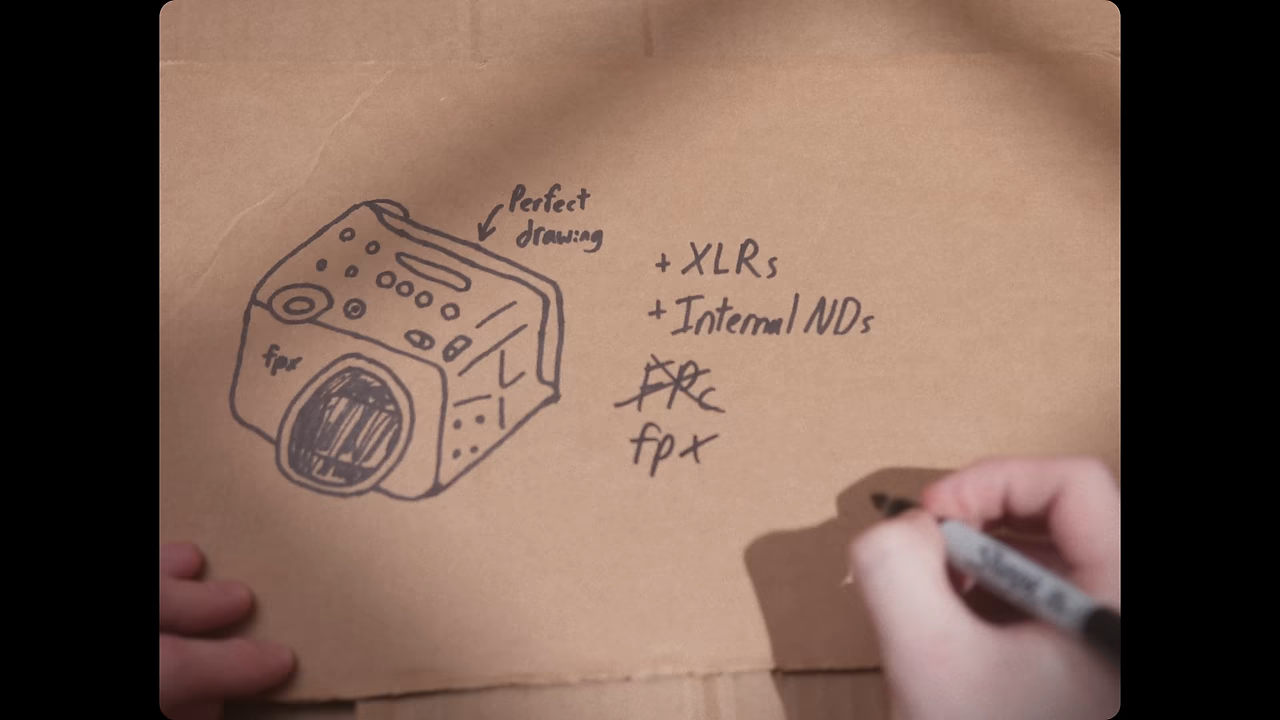 Perfect
drawing
+ XLRs
+ Internal NDs
fpx
fpx